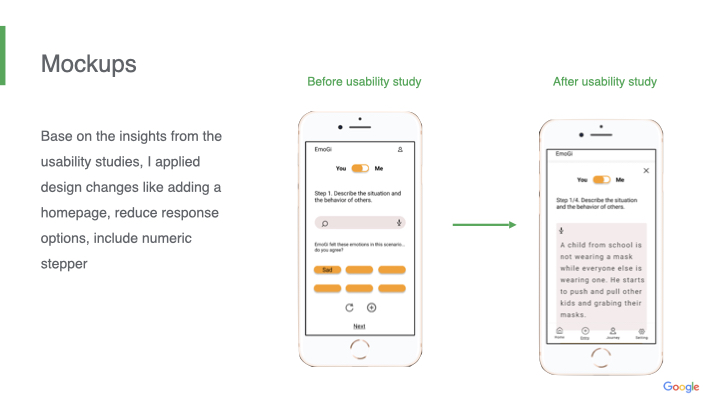 Mockups
Before usability study
After usability study
Base on the insights from the
usability studies, I applied
design changes like adding a
homepage, reduce response
options, include numeric
stepper
EmoGi
You Me
Step 1. Describe the situation and
the behavior of others.
EmoGi felt these emotions in this scenario...
do you agree?
Sad
Next
EmoGi
You Me
Step 1/4. Describe the situation
and the behavior of others.
A child from school is
not wearing a mask
while everyone else is
wearing one. He starts
to push and pull other
kids and grabing their
masks.
Home
Journey
Setting
Google